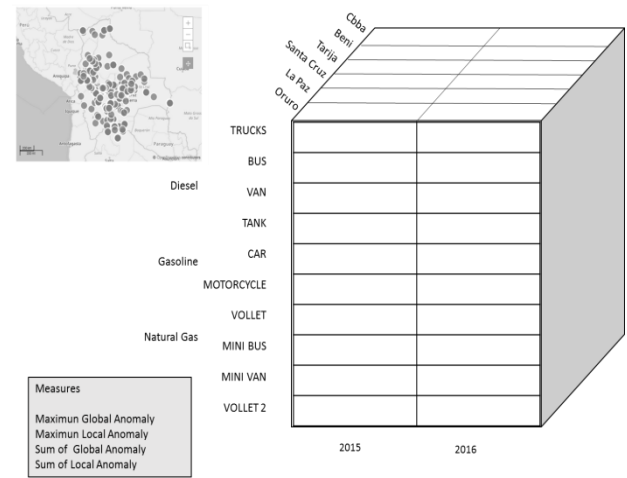 Cbba
Beni
Tarija
Santa Cruz
La Paz
Oruro
TRUCKS
BUS
Diesel
VAN
TANK
CAR
Gasoline
MOTORCYCLE
VOLLET
Natural Gas
MINI BUS
MINI VAN
VOLLET 2
Measures
Maximun Global Anomaly
Maximun Local Anomaly
Sum of Global Anomaly
Sum of Local Anomaly
2015
2016